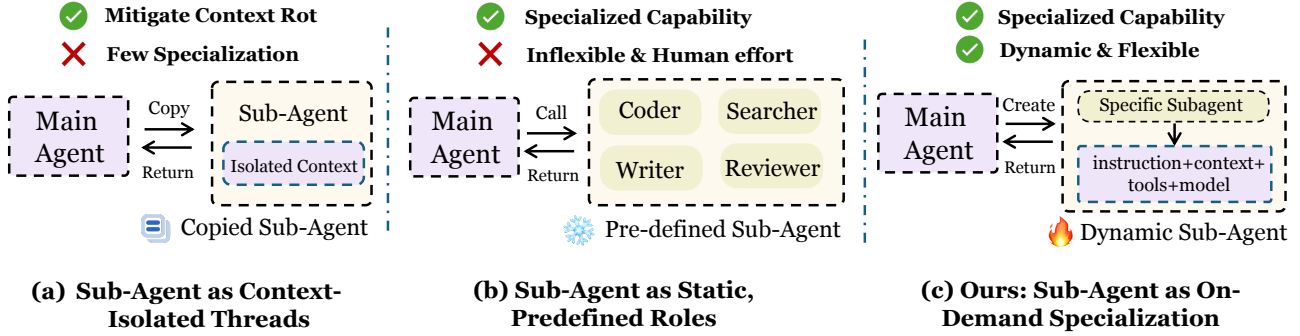 Mitigate Context Rot
Few Specialization
Main
Agent
Copy
Return
Sub-Agent
Isolated Context
Copied Sub-Agent
(a) Sub-Agent as Context-
Isolated Threads
Specialized Capability
Inflexible & Human effort
Main
Agent
Call
Return
Coder
Searcher
Writer
Reviewer
Pre-defined Sub-Agent
(b) Sub-Agent as Static,
Predefined Roles
Specialized Capability
Dynamic & Flexible
Main
Agent
Create
Return
Specific Subagent
instruction+context+
tools+model
Dynamic Sub-Agent
(c) Ours: Sub-Agent as On-
Demand Specialization